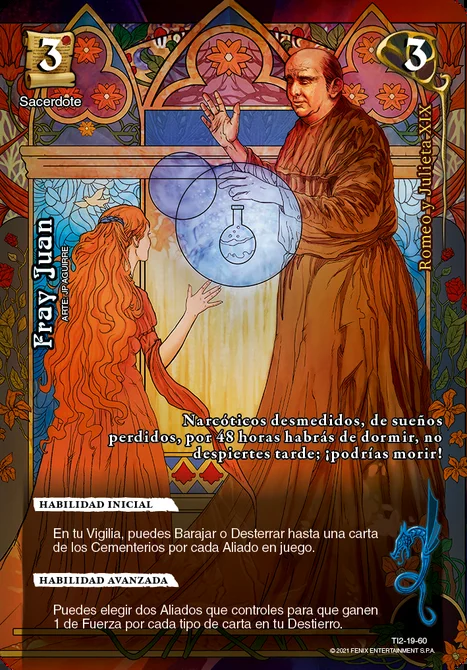 3
3
Sacerdote
Romeo y Julieta-XIX
Fray Juan
ARTE: JP AGUIRRE
Narcóticos desmedidos, de sueños
perdidos, por 48 horas habrás de dormir, no
despiertes tarde; ¡podrías morir!
HABILIDAD INICIAL
En tu Vigilia, puedes Barajar o Desterrar hasta una carta
de los Cementerios por cada Aliado en juego.
HABILIDAD AVANZADA
Puedes elegir dos Aliados que controles para que ganen
1 de Fuerza por cada tipo de carta en tu Destierro.
TI2-19-60
© 2021 FENIX ENTERTAINMENT S.P.A.